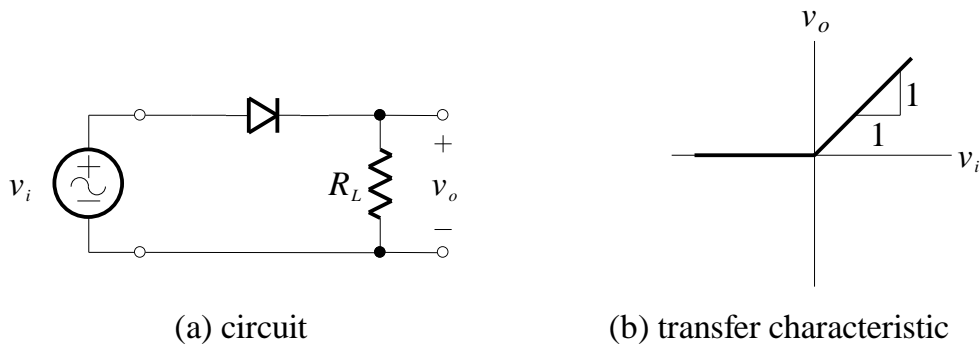 v_o
1
1
v_i
+
v_i
R_L
v_o
+
−
−
(a) circuit
(b) transfer characteristic